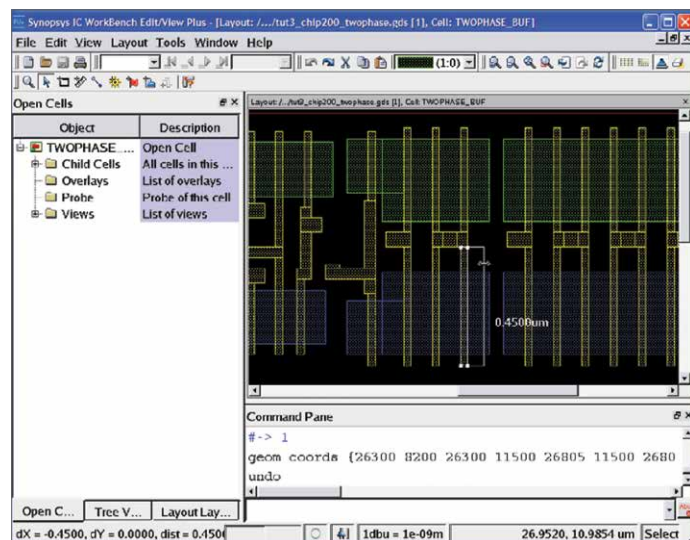 Synopsys IC WorkBench Edit/View Plus - [Layout: /.../tut3_chip200_twophase.gds [1], Cell: TWOPHASE_BUF]
File Edit View Layout Tools Window Help
(1:0)
Open Cells
Layout: /.../tut3_chip200_twophase.gds [1], Cell: TWOPHASE_BUF
Object Description
TWOPHASE_... Open Cell
Child Cells All cells in this ...
Overlays List of overlays
Probe Probe of this cell
Views List of views
0.4500um
Command Pane
#-> 1
geom coords {26300 8200 26300 11500 26805 11500 2680
undo
Open C... Tree V... Layout Lay...
dX = -0.4500, dY = 0.0000, dist = 0.450 1dbu = 1e-09m 26.9520, 10.9854 um Select